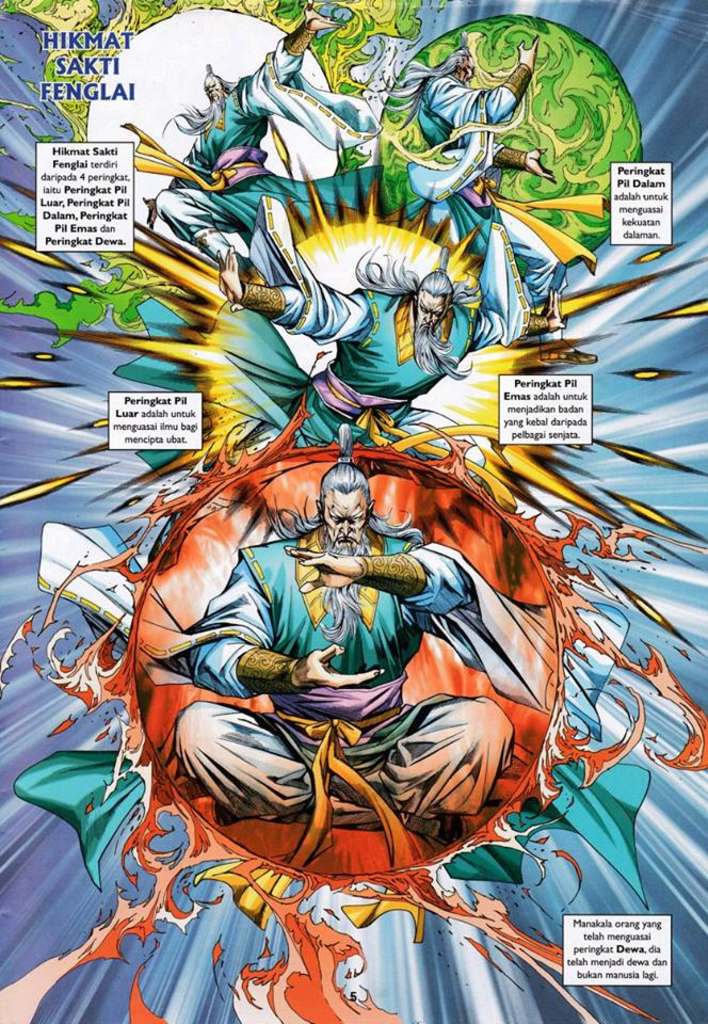 HIKMAT
SAKTI
FENGLAI
Hikmat Sakti
Fenglai terdiri
daripada 4 peringkat,
iaitu Peringkat Pil
Luar, Peringkat Pil
Dalam, Peringkat
Pil Emas dan
Peringkat Dewa.
Peringkat
Pil Dalam
adalah untuk
menguasai
kekuatan
dalaman.
Peringkat Pil
Luar adalah untuk
menguasai ilmu bagi
mencipta ubat.
Peringkat Pil
Emas adalah untuk
menjadikan badan
yang kebal daripada
pelbagai senjata.
Manakala orang yang
telah menguasai
peringkat Dewa, dia
telah menjadi dewa dan
bukan manusia lagi.
5